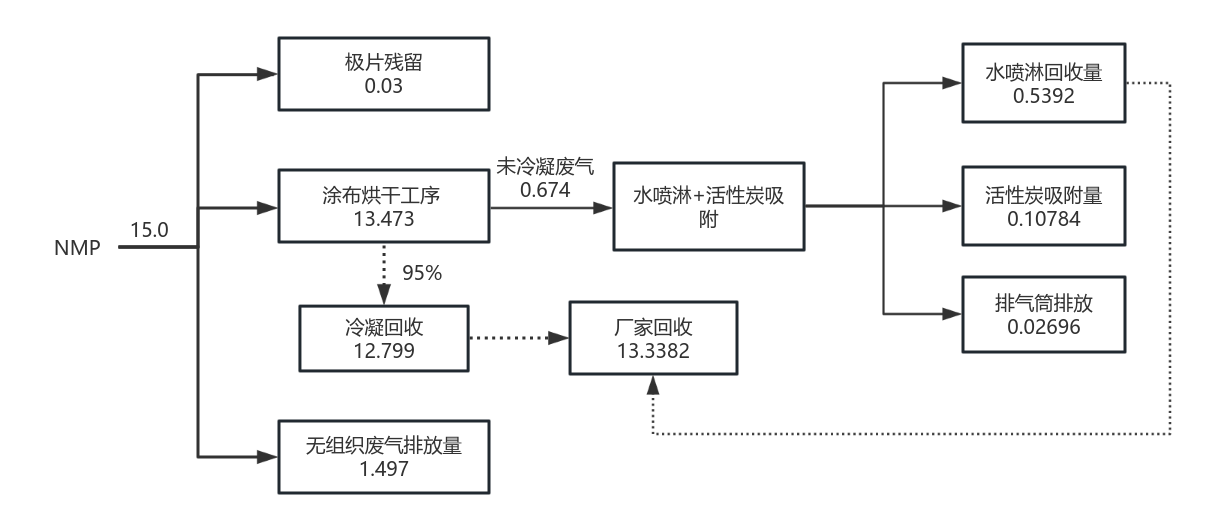 极片残留
0.03
水喷淋回收量
0.5392
未冷凝废气
0.674
涂布烘干工序
13.473
水喷淋+活性炭吸
附
活性炭吸附量
0.10784
15.0
NMP
95%
排气筒排放
0.02696
冷凝回收
12.799
厂家回收
13.3382
无组织废气排放量
1.497